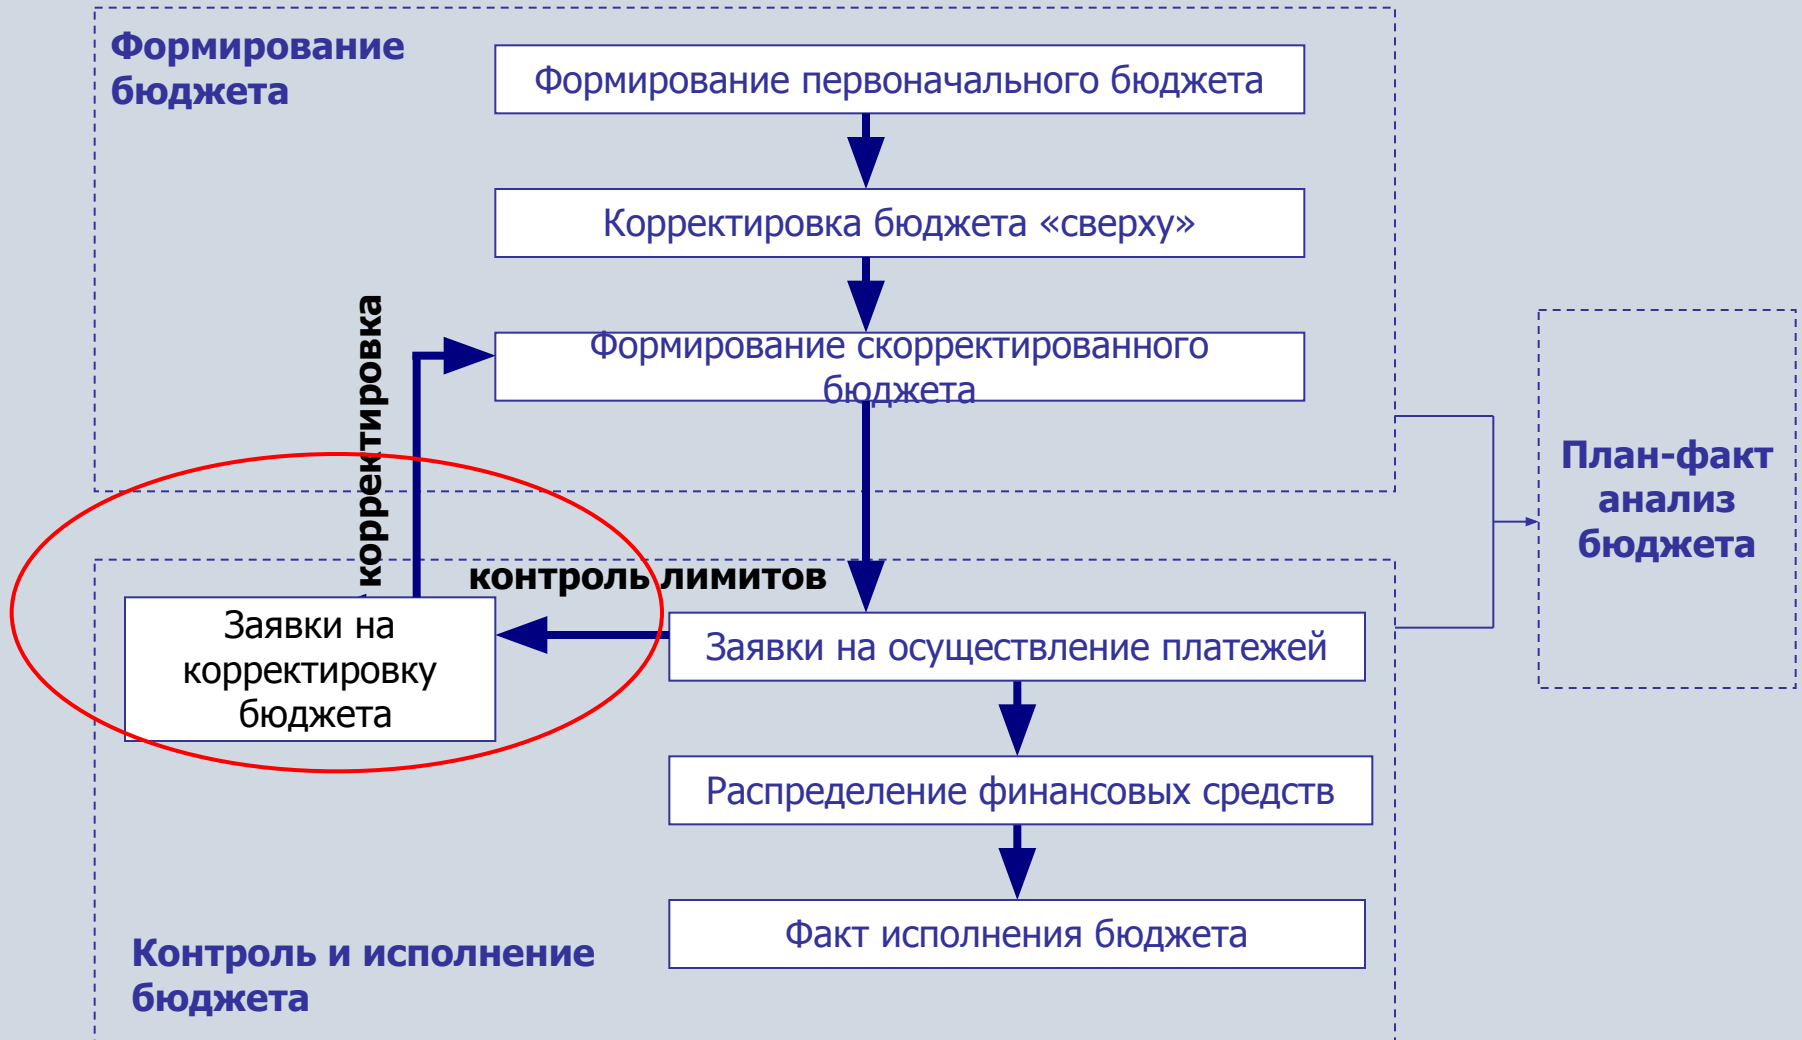 Формирование
бюджета
Формирование первоначального бюджета
Корректировка бюджета «сверху»
Формирование скорректированного
бюджета
корректировка
контроль лимитов
Заявки на
корректировку
бюджета
Заявки на осуществление платежей
Распределение финансовых средств
Факт исполнения бюджета
Контроль и исполнение
бюджета
План-факт
анализ
бюджета